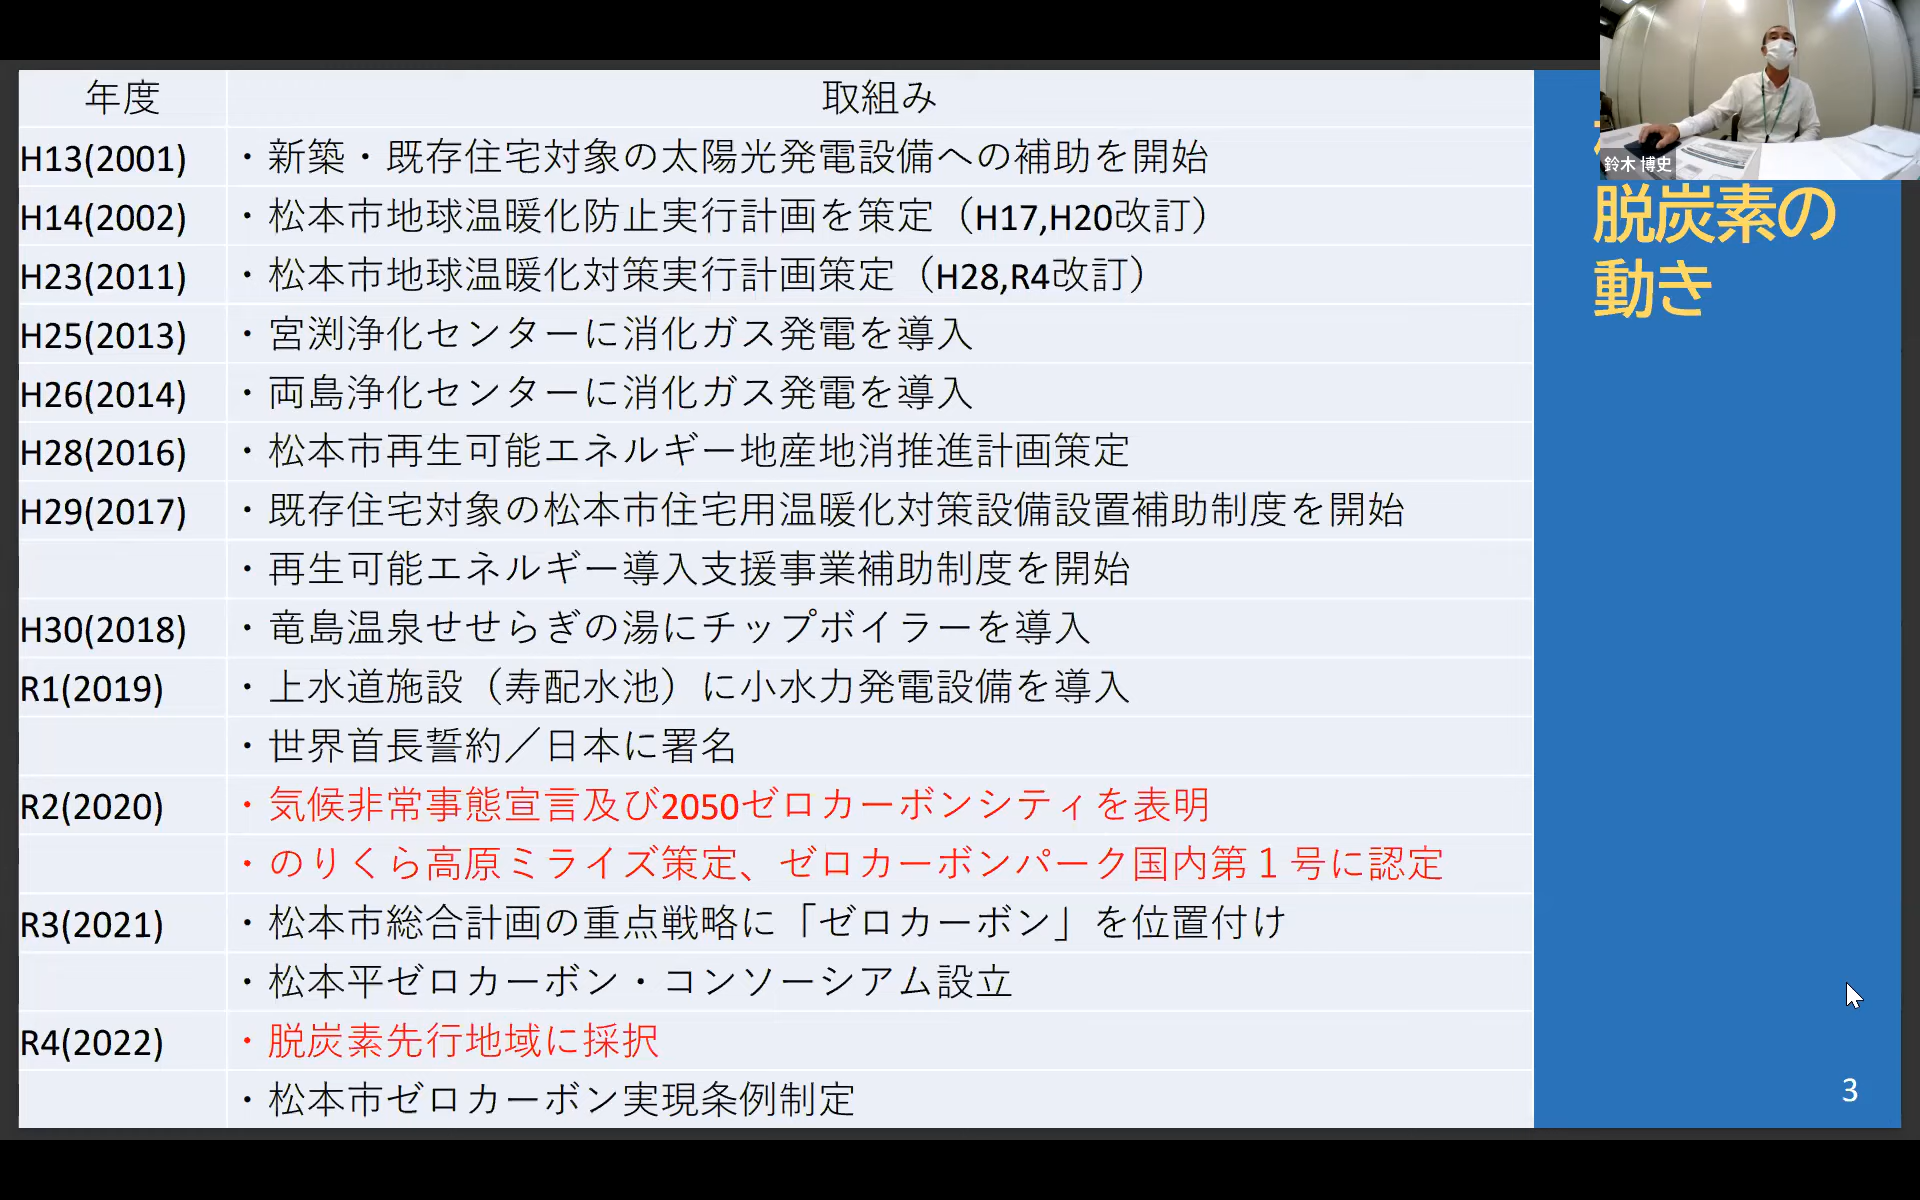 年度 取組み
H13(2001) ・新築・既存住宅対象の太陽光発電設備への補助を開始
H14(2002) ・松本市地球温暖化防止実行計画を策定（H17,H20改訂）
H23(2011) ・松本市地球温暖化対策実行計画策定（H28,R4改訂）
H25(2013) ・宮渕浄化センターに消化ガス発電を導入
H26(2014) ・両島浄化センターに消化ガス発電を導入
H28(2016) ・松本市再生可能エネルギー地産地消推進計画策定
H29(2017) ・既存住宅対象の松本市住宅用温暖化対策設備設置補助制度を開始
・再生可能エネルギー導入支援事業補助制度を開始
H30(2018) ・竜島温泉せせらぎの湯にチップボイラーを導入
R1(2019) ・上水道施設（寿配水池）に小水力発電設備を導入
・世界首長誓約／日本に署名
R2(2020) ・気候非常事態宣言及び2050ゼロカーボンシティを表明
・のりくら高原ミライズ策定、ゼロカーボンパーク国内第１号に認定
R3(2021) ・松本市総合計画の重点戦略に「ゼロカーボン」を位置付け
・松本平ゼロカーボン・コンソーシアム設立
R4(2022) ・脱炭素先行地域に採択
・松本市ゼロカーボン実現条例制定
鈴木 博史
脱炭素の
動き
3